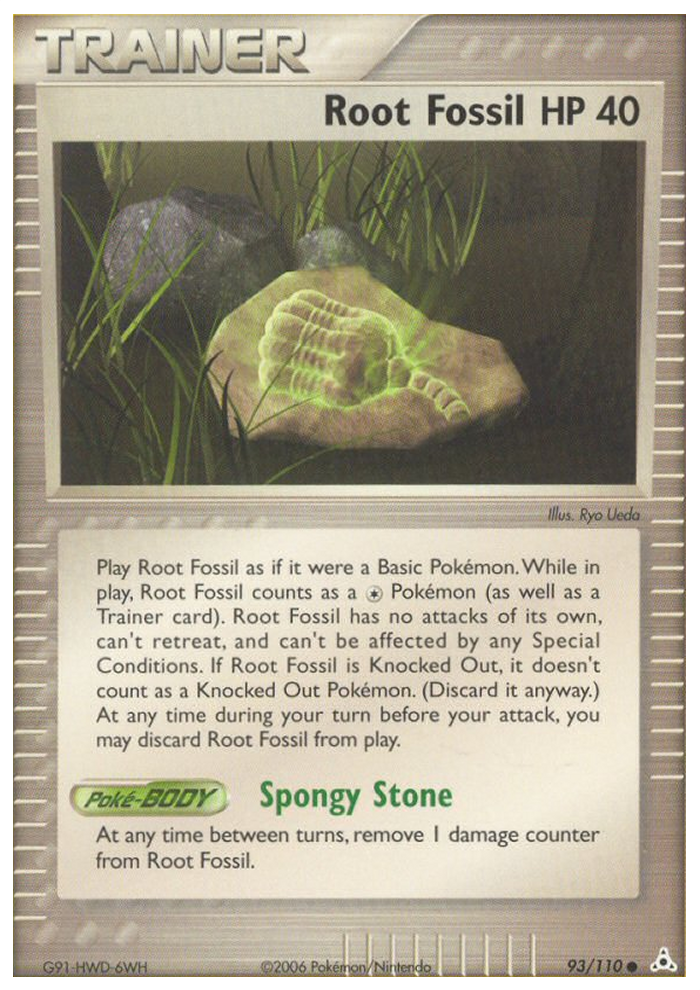 TRAINER
Root Fossil HP 40
Illus. Ryo Ueda
Play Root Fossil as if it were a Basic Pokémon. While in
play, Root Fossil counts as a Pokémon (as well as a
Trainer card). Root Fossil has no attacks of its own,
can't retreat, and can't be affected by any Special
Conditions. If Root Fossil is Knocked Out, it doesn't
count as a Knocked Out Pokémon. (Discard it anyway.)
At any time during your turn before your attack, you
may discard Root Fossil from play.
Poké-BODY Spongy Stone
At any time between turns, remove 1 damage counter
from Root Fossil.
G91-HWD-6WH ©2006 Pokémon/Nintendo 93/110